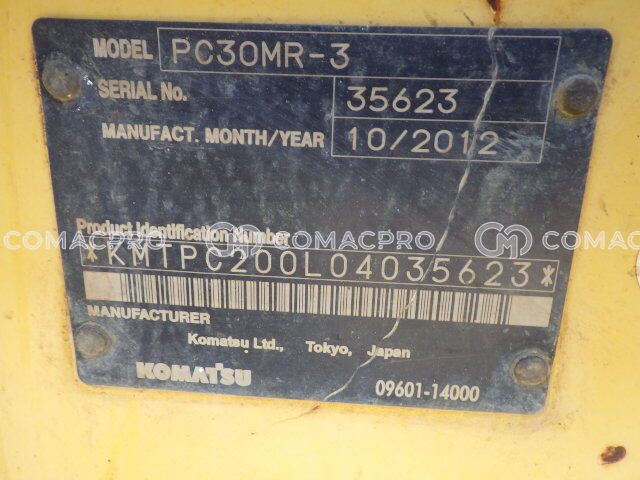 MODEL PC30MR-3
SERIAL No. 35623
MANUFACT. MONTH/YEAR 10/2012
Product Identification Number
COMACPRO COMACPRO COMACPRO
*KMTPC200L04035623*
MANUFACTURER
Komatsu Ltd., Tokyo, Japan
KOMATSU 09601-14000